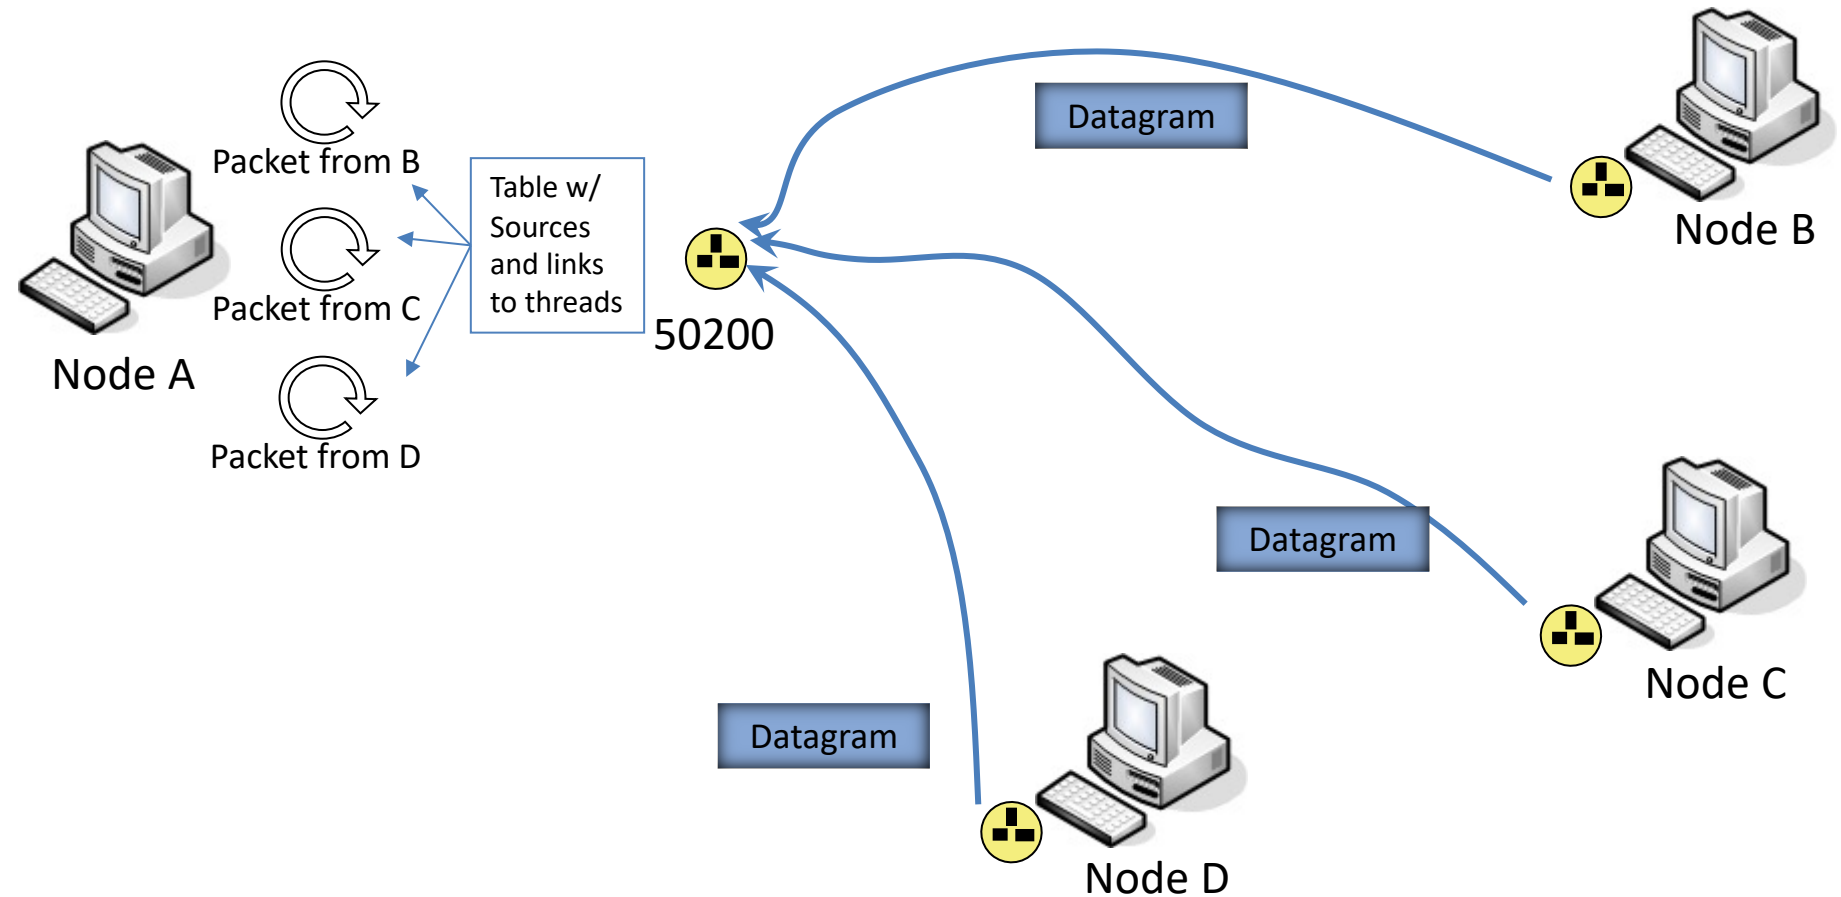 Packet from B
Packet from C
Packet from D
Node A
Table w/
Sources
and links
to threads
50200
Datagram
Node B
Datagram
Node C
Datagram
Node D